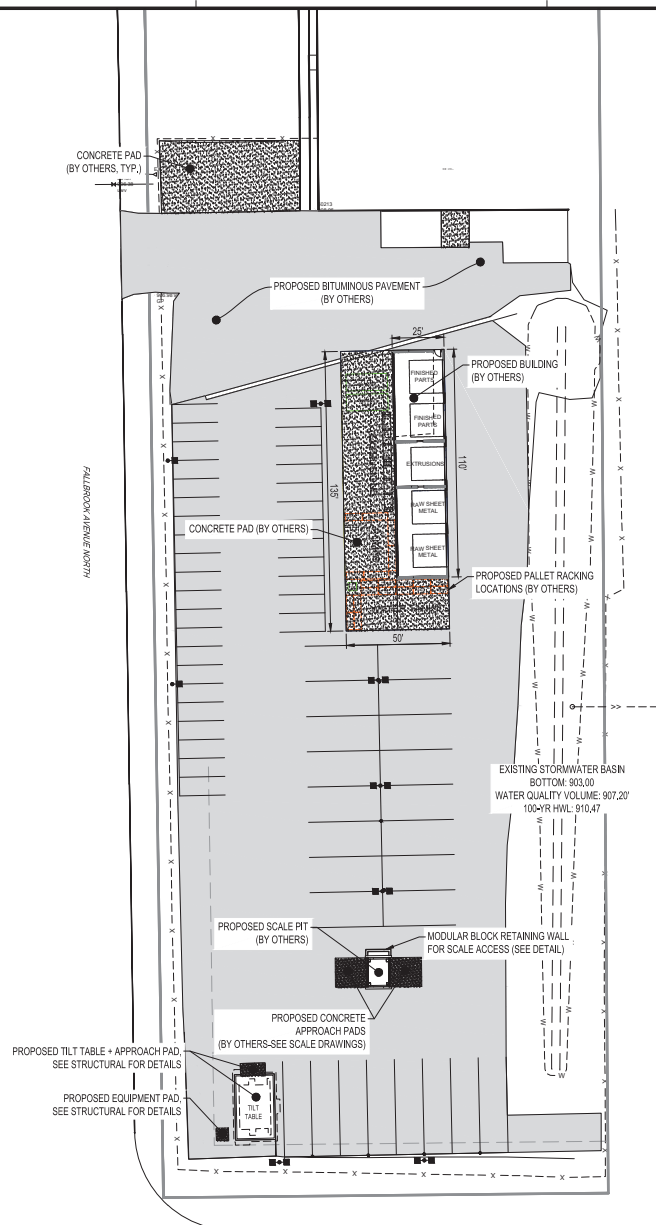 CONCRETE PAD
(BY OTHERS, TYP.)
PROPOSED BITUMINOUS PAVEMENT
(BY OTHERS)
25'
FINISHED
PARTS
PROPOSED BUILDING
(BY OTHERS)
FINISHED
PARTS
EXTRUSIONS
110'
135'
FALLBROOK AVENUE NORTH
RAW SHEET
METAL
CONCRETE PAD (BY OTHERS)
RAW SHEET
METAL
PROPOSED PALLET RACKING
LOCATIONS (BY OTHERS)
50'
EXISTING STORMWATER BASIN
BOTTOM: 903.00
WATER QUALITY VOLUME: 907.20'
100-YR HWL: 910.47
PROPOSED SCALE PIT
(BY OTHERS)
MODULAR BLOCK RETAINING WALL
FOR SCALE ACCESS (SEE DETAIL)
PROPOSED CONCRETE
APPROACH PADS
(BY OTHERS-SEE SCALE DRAWINGS)
PROPOSED TILT TABLE + APPROACH PAD,
SEE STRUCTURAL FOR DETAILS
PROPOSED EQUIPMENT PAD,
SEE STRUCTURAL FOR DETAILS
TILT
TABLE